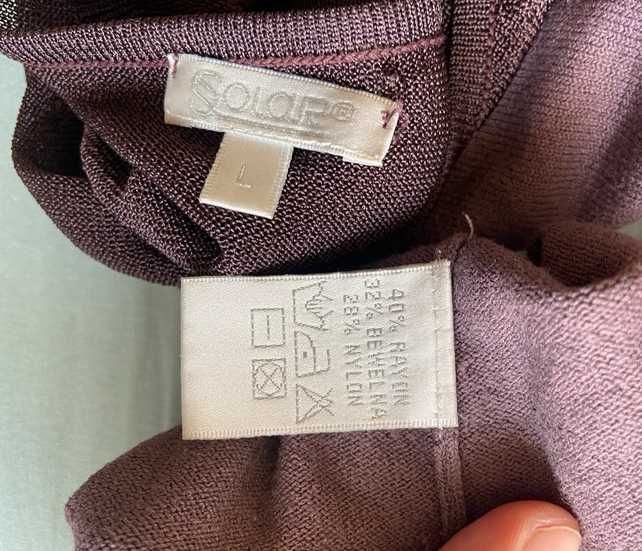 Solar®
L
40% RAYON
32% BEWELNA
28% NYLON